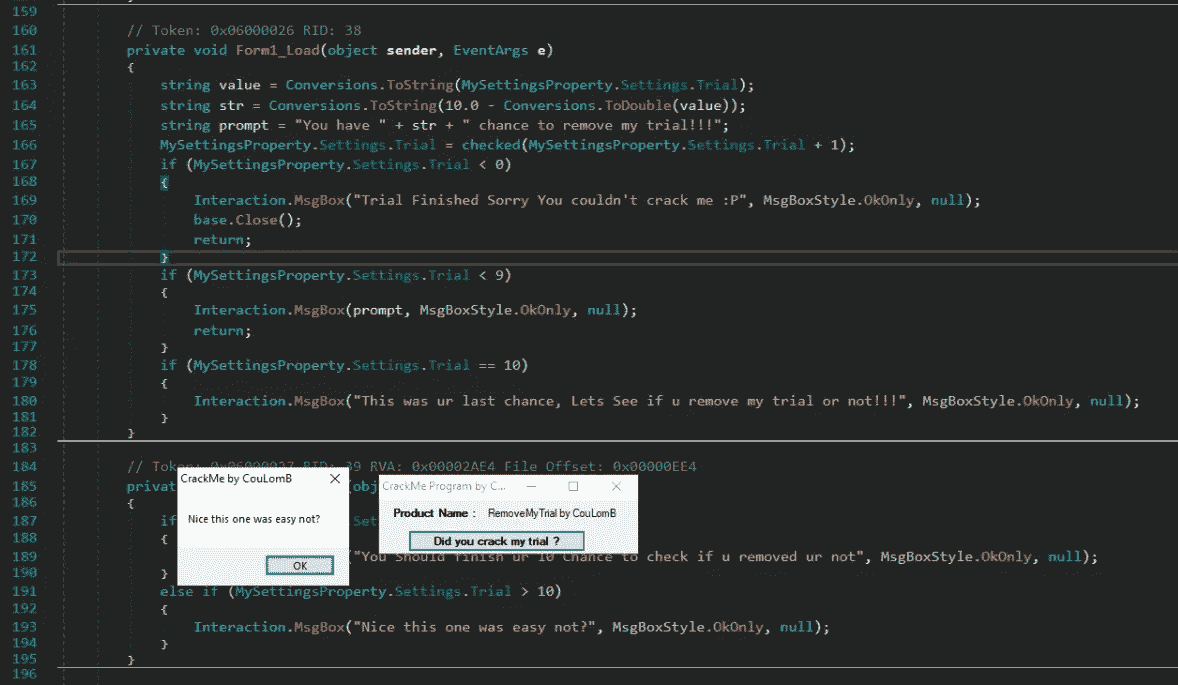 159
160 // Token: 0x06000026 RID: 38
161 private void Form1_Load(object sender, EventArgs e)
162 {
163 string value = Conversions.ToString(MySettingsProperty.Settings.Trial);
164 string str = Conversions.ToString(10.0 - Conversions.ToDouble(value));
165 string prompt = "You have " + str + " chance to remove my trial!!!";
166 MySettingsProperty.Settings.Trial = checked(MySettingsProperty.Settings.Trial + 1);
167 if (MySettingsProperty.Settings.Trial < 0)
168 {
169 Interaction.MsgBox("Trial Finished Sorry You couldn't crack me :P", MsgBoxStyle.OkOnly, null);
170 base.Close();
171 return;
172 }
173 if (MySettingsProperty.Settings.Trial < 9)
174 {
175 Interaction.MsgBox(prompt, MsgBoxStyle.OkOnly, null);
176 return;
177 }
178 if (MySettingsProperty.Settings.Trial == 10)
179 {
180 Interaction.MsgBox("This was ur last chance, Lets See if u remove my trial or not!!!", MsgBoxStyle.OkOnly, null);
181 }
182 }
183
184 // Token: 0x06000027 RID: 39 RVA: 0x00002AE4 File Offset: 0x00000EE4
185 privat (obj
186 {
187 if Set
188 {
189 "You Should finish ur 10 Chance to check if u removed ur not", MsgBoxStyle.OkOnly, null);
190 }
191 else if (MySettingsProperty.Settings.Trial > 10)
192 {
193 Interaction.MsgBox("Nice this one was easy not?", MsgBoxStyle.OkOnly, null);
194 }
195 }
196
CrackMe by CouLomB
Nice this one was easy not?
OK
CrackMe Program by C...
Product Name : RemoveMyTrial by CouLomB
Did you crack my trial ?